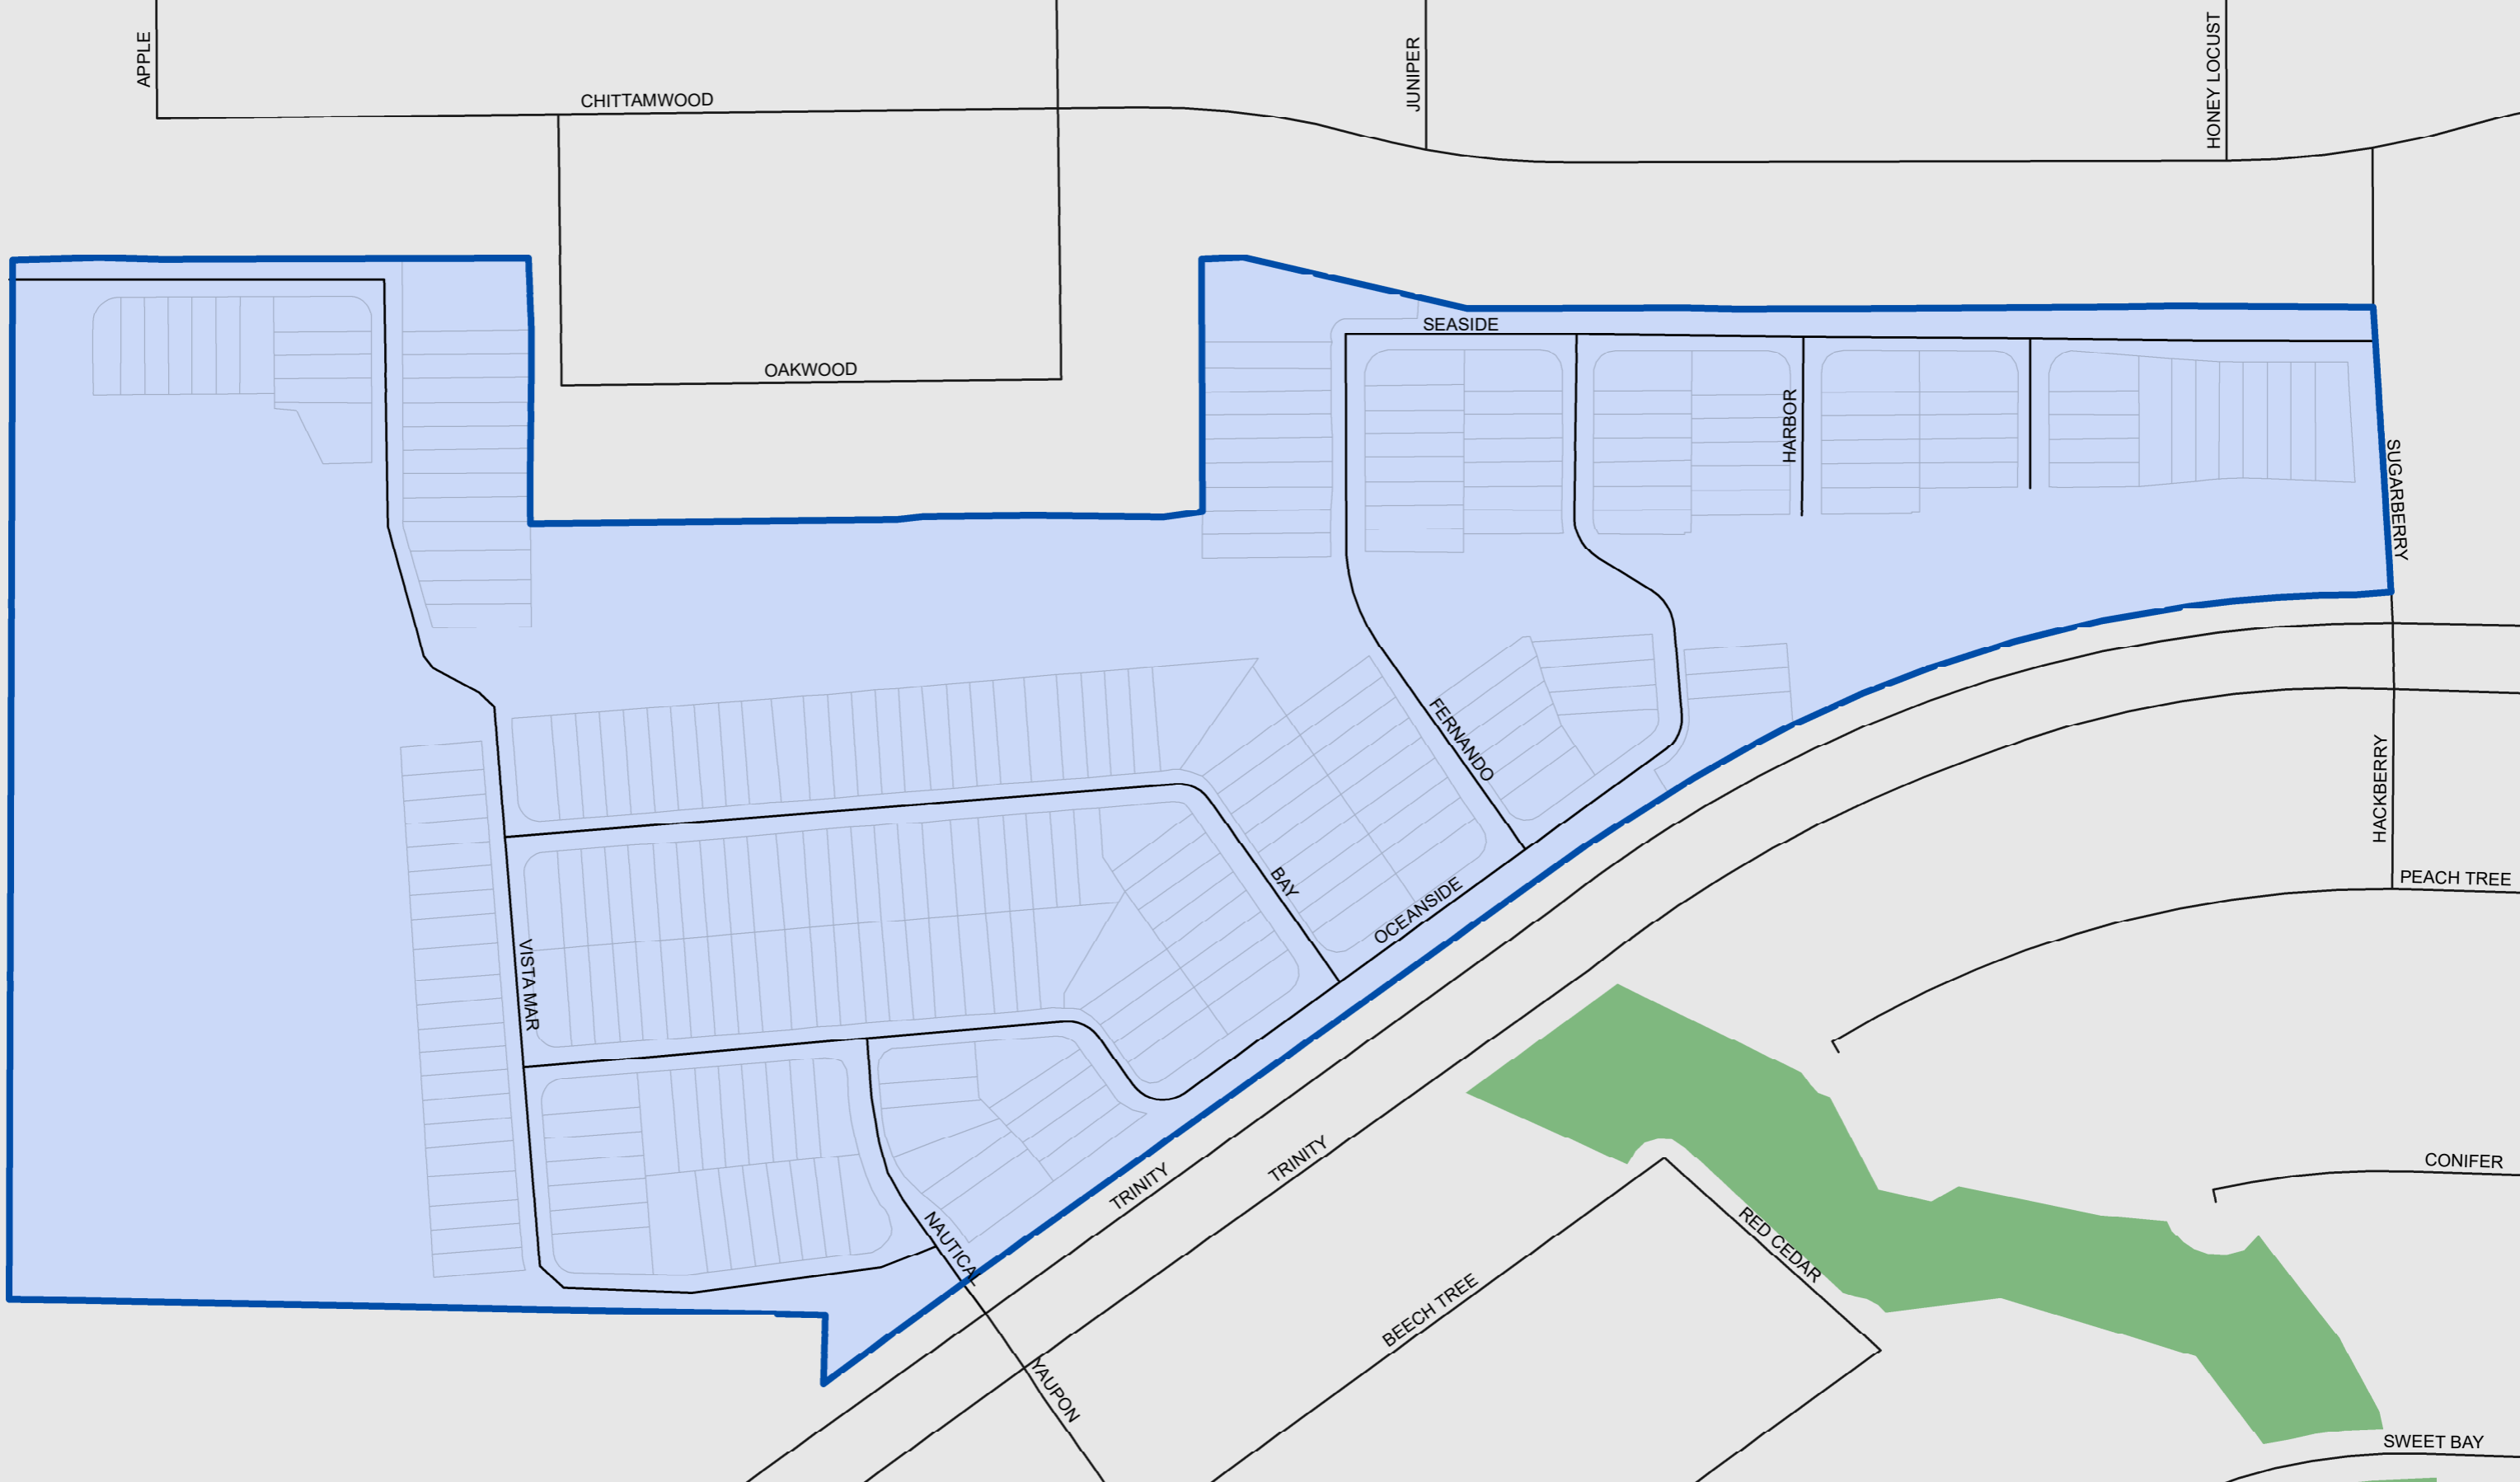 APPLE
CHITTAMWOOD
JUNIPER
HONEY LOCUST
OAKWOOD
SEASIDE
HARBOR
SUGARBERRY
FERNANDO
HACKBERRY
BAY
OCEANSIDE
PEACH TREE
VISTA MAR
TRINITY
TRINITY
CONIFER
NAUTICAL
RED CEDAR
BEECH TREE
YAUPON
SWEET BAY